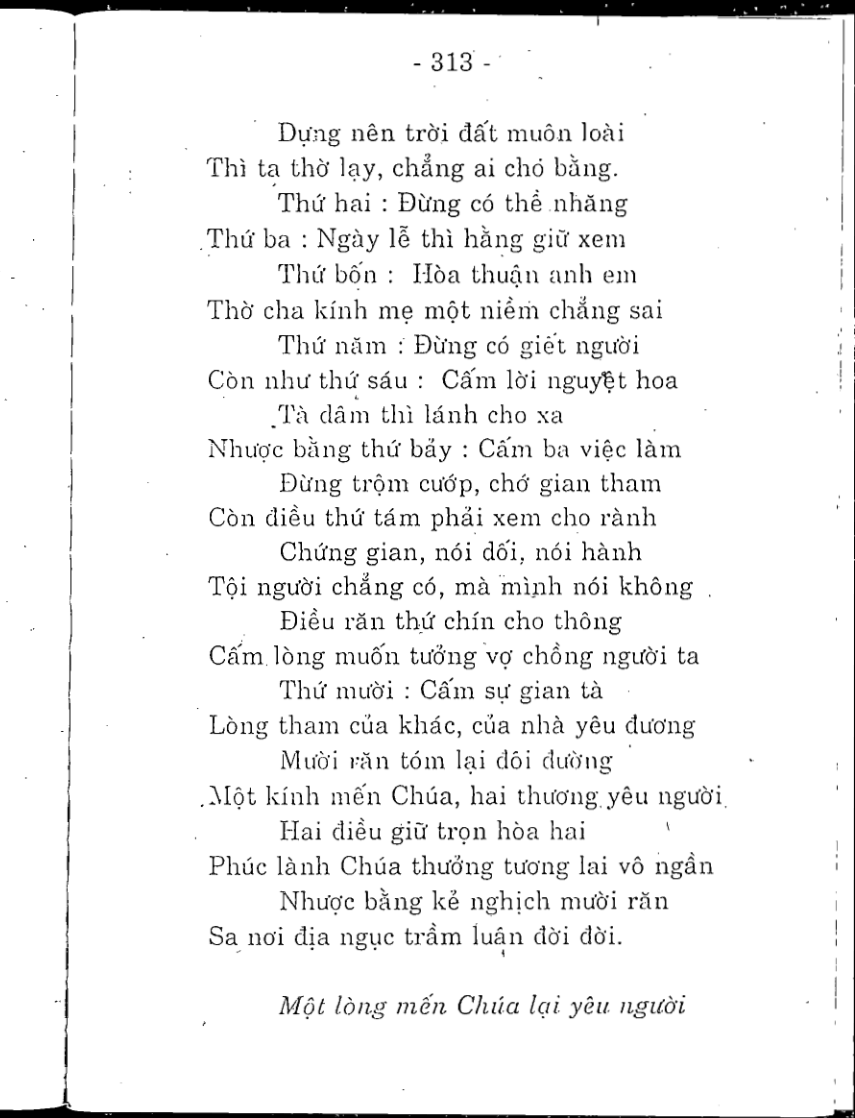 - 313 -
Dựng nên trời đất muôn loài
Thì ta thờ lạy, chẳng ai chó bằng.
Thứ hai : Đừng có thề nhăng
Thứ ba : Ngày lễ thì hằng giữ xem
Thứ bốn : Hòa thuận anh em
Thờ cha kính mẹ một niềm chẳng sai
Thứ năm : Đừng có giết người
Còn như thứ sáu : Cấm lời nguyệt hoa
Tà dâm thì lánh cho xa
Nhược bằng thứ bảy : Cấm ba việc làm
Đừng trộm cướp, chớ gian tham
Còn điều thứ tám phải xem cho rành
Chứng gian, nói dối, nói hành
Tội người chẳng có, mà mình nói không
Điều răn thứ chín cho thông
Cấm lòng muốn tưởng vợ chồng người ta
Thứ mười : Cấm sự gian tà
Lòng tham của khác, của nhà yêu đương
Mười răn tóm lại đôi đường
Một kính mến Chúa, hai thương yêu người
Hai điều giữ trọn hòa hai
Phúc lành Chúa thưởng tương lai vô ngần
Nhược bằng kẻ nghịch mười răn
Sa nơi địa ngục trầm luân đời đời.
Một lòng mến Chúa lại yêu người